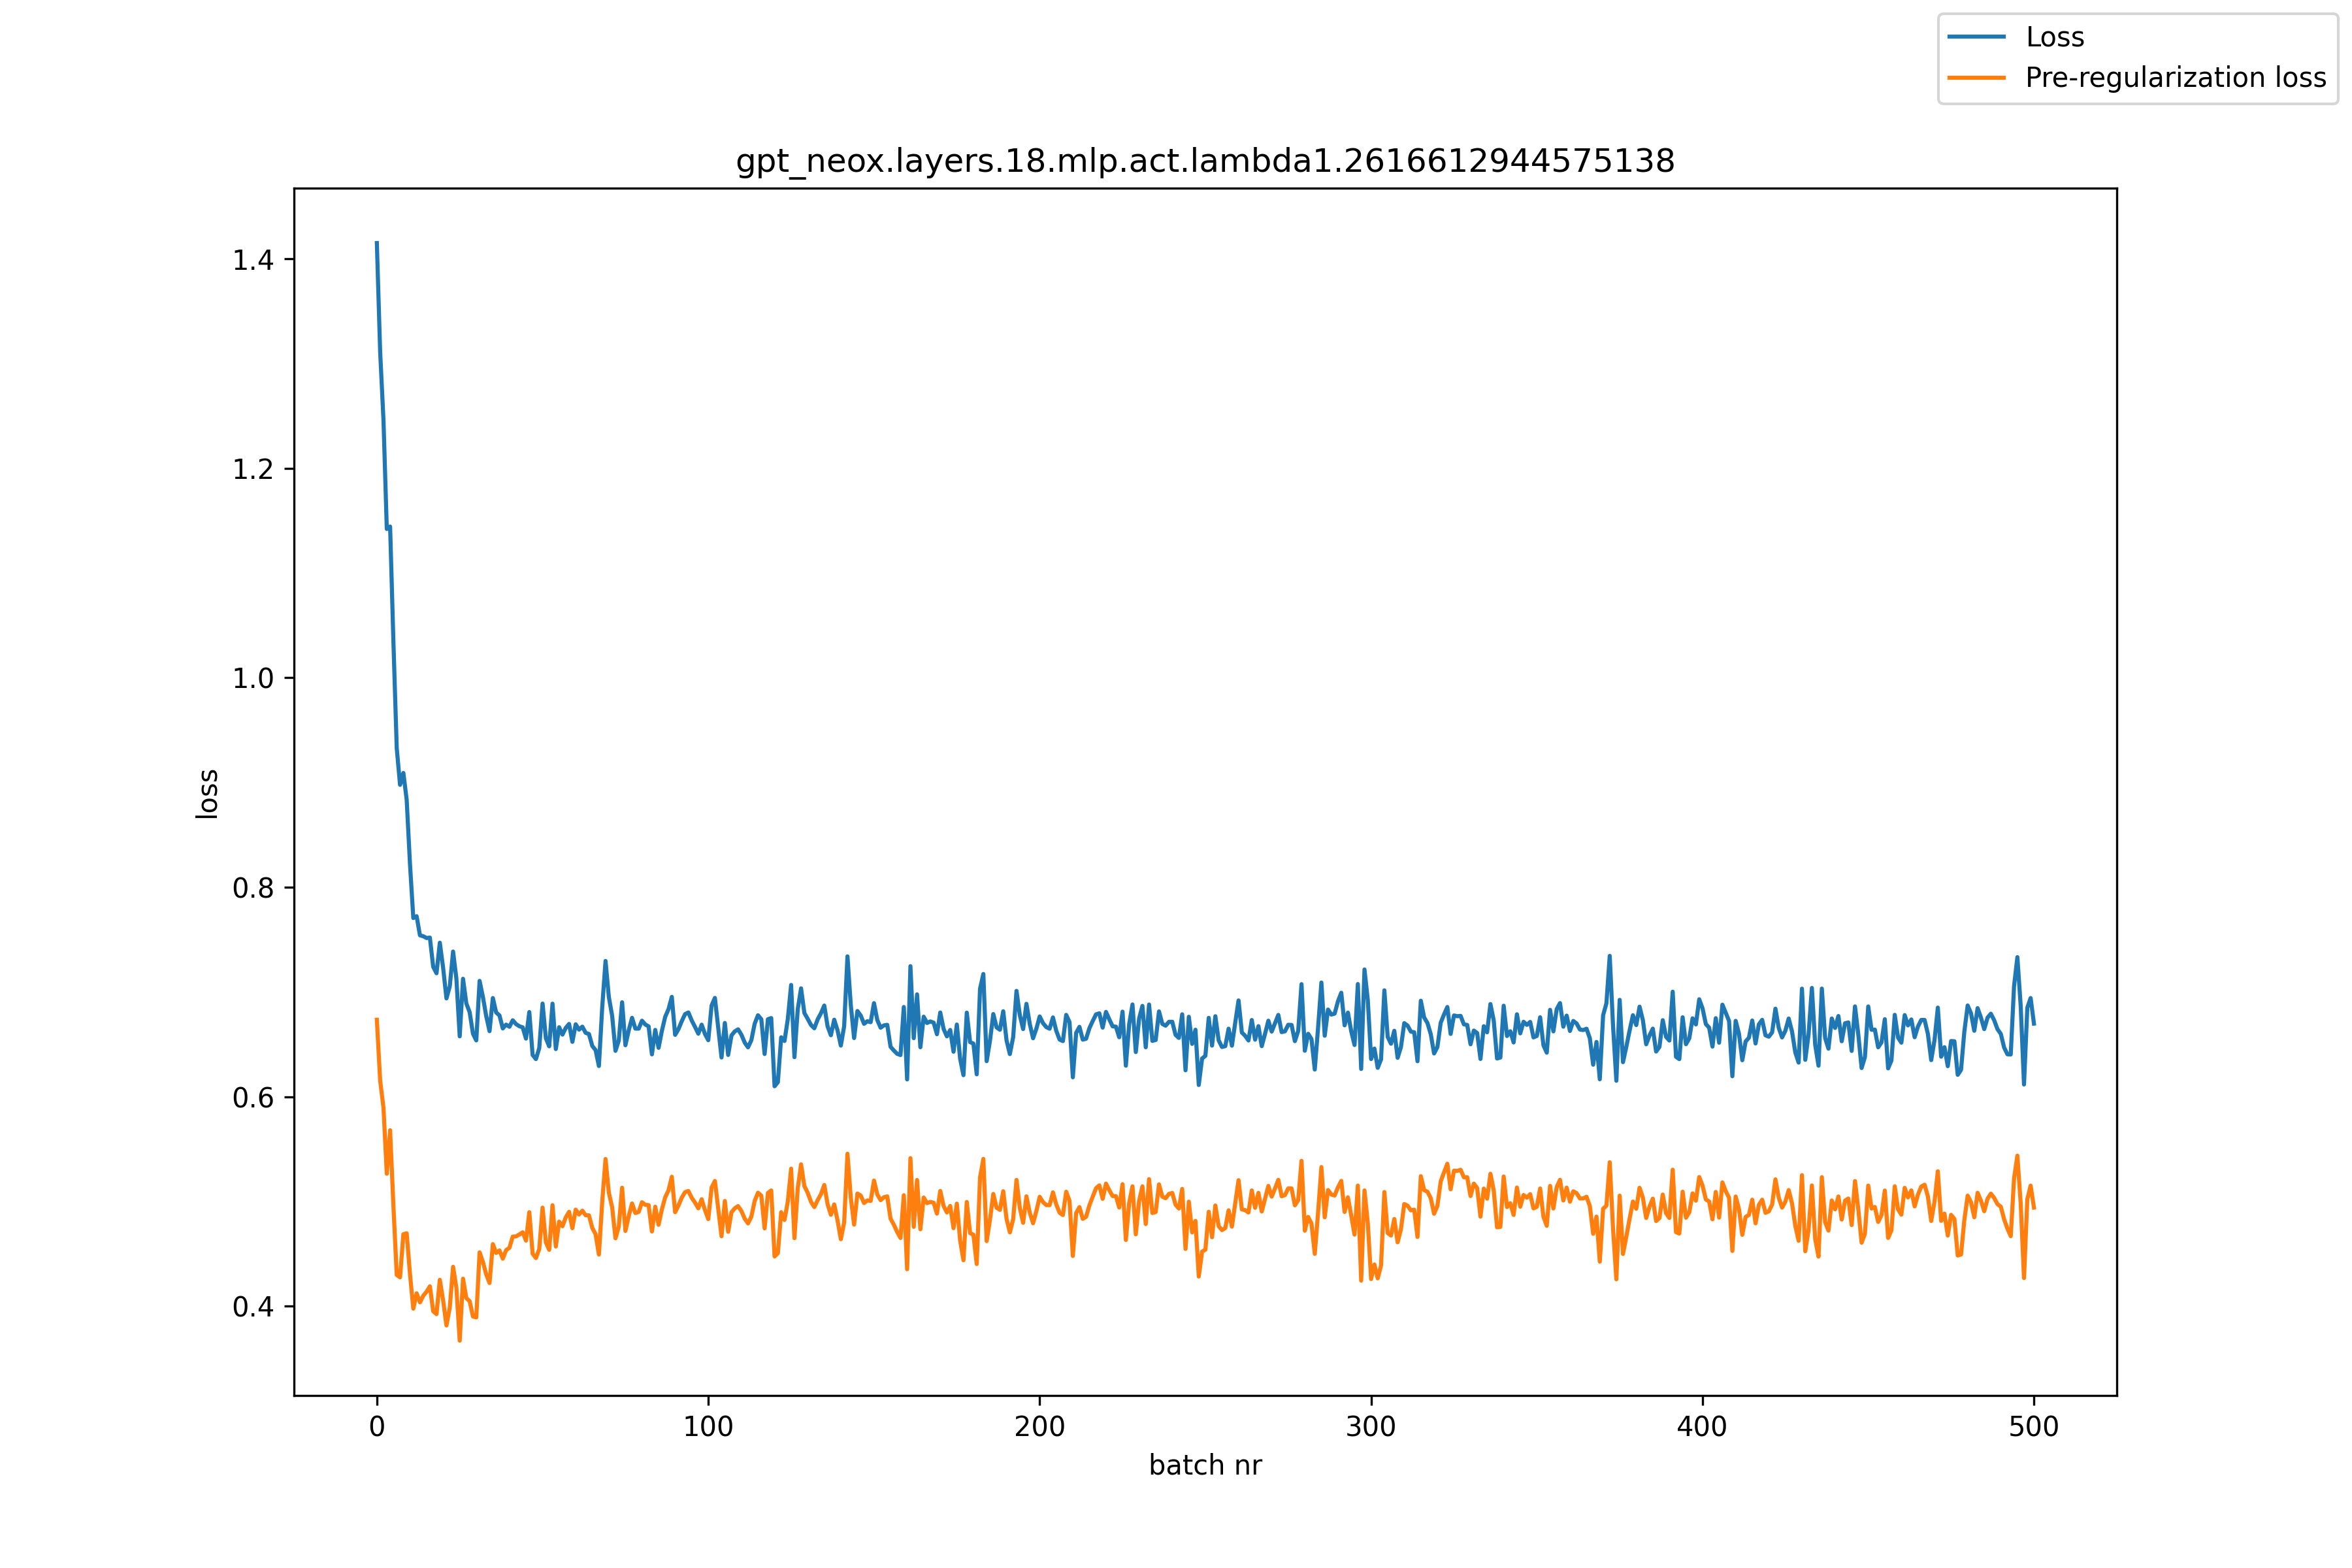 Loss
Pre-regularization loss
gpt_neox.layers.18.mlp.act.lambda1.2616612944575138
1.4
1.2
1.0
0.8
0.6
0.4
loss
0 100 200 300 400 500
batch nr